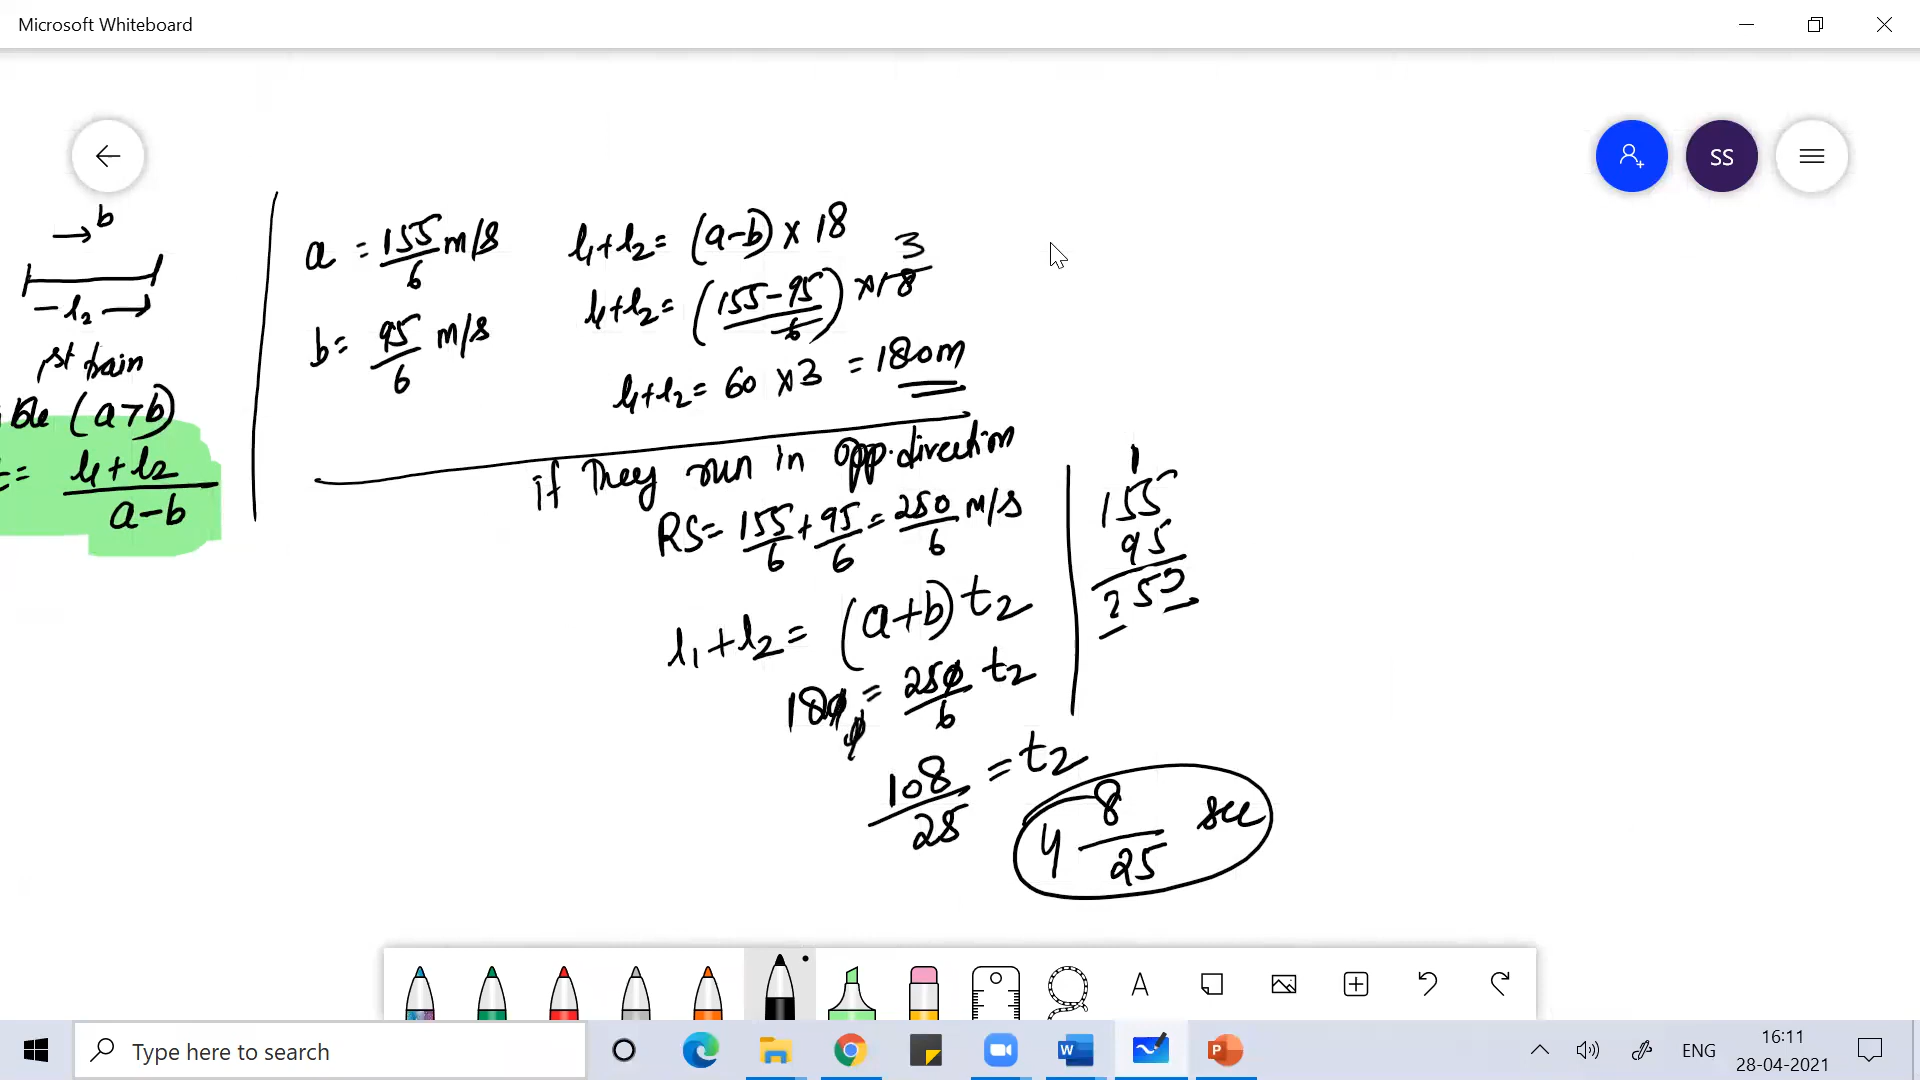 Microsoft Whiteboard
SS
b
l₂
1st train
(a>b)
t = l₁+l₂ / a-b
a = 155/6 m/s
b = 95/6 m/s
l₁+l₂ = (a-b) × 18
l₁+l₂ = (155-95 / 6) × 18 3
l₁+l₂ = 60 × 3 = 180m
if They run in opp. direction
RS = 155/6 + 95/6 = 250/6 m/s
l₁+l₂ = (a+b) t₂
180 = 250/6 t₂
108/25 = t₂
4 8/25 sec
1
155
95
250
A
Type here to search
ENG
16:11
28-04-2021